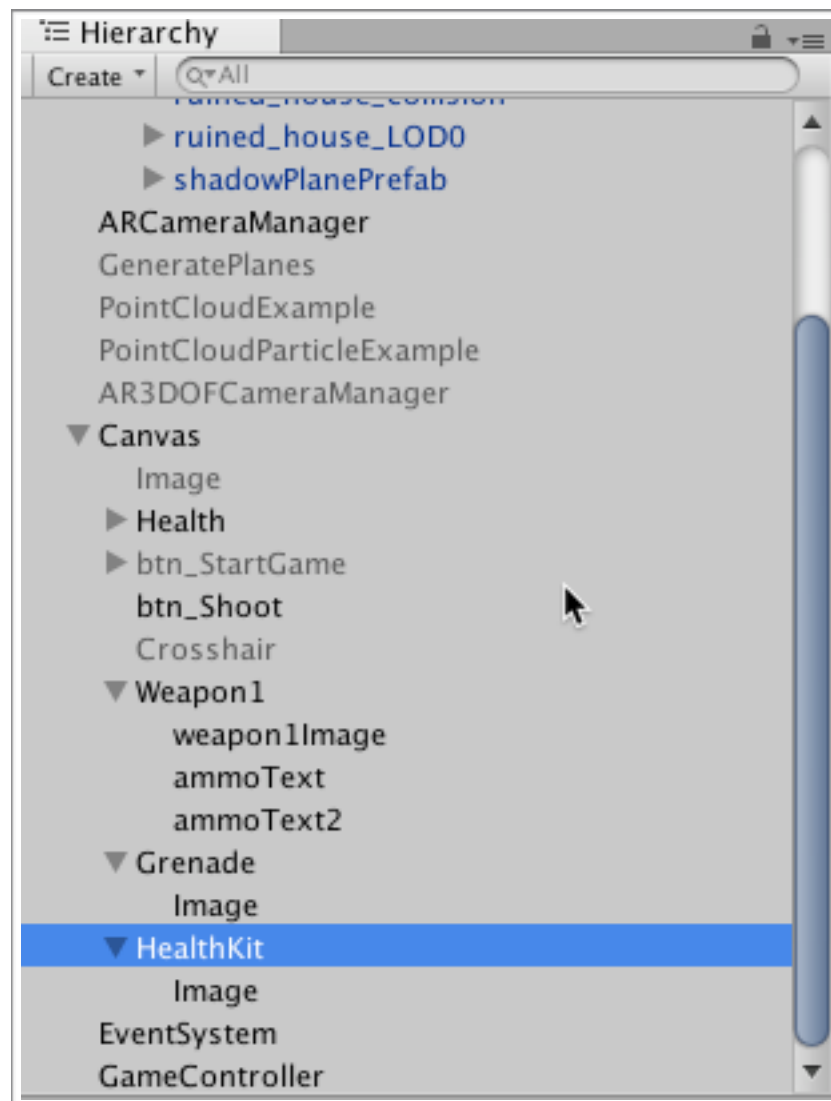 Hierarchy
Create All
ruined_house_collision
ruined_house_LOD0
shadowPlanePrefab
ARCameraManager
GeneratePlanes
PointCloudExample
PointCloudParticleExample
AR3DOFCameraManager
Canvas
Image
Health
btn_StartGame
btn_Shoot
Crosshair
Weapon1
weapon1Image
ammoText
ammoText2
Grenade
Image
HealthKit
Image
EventSystem
GameController